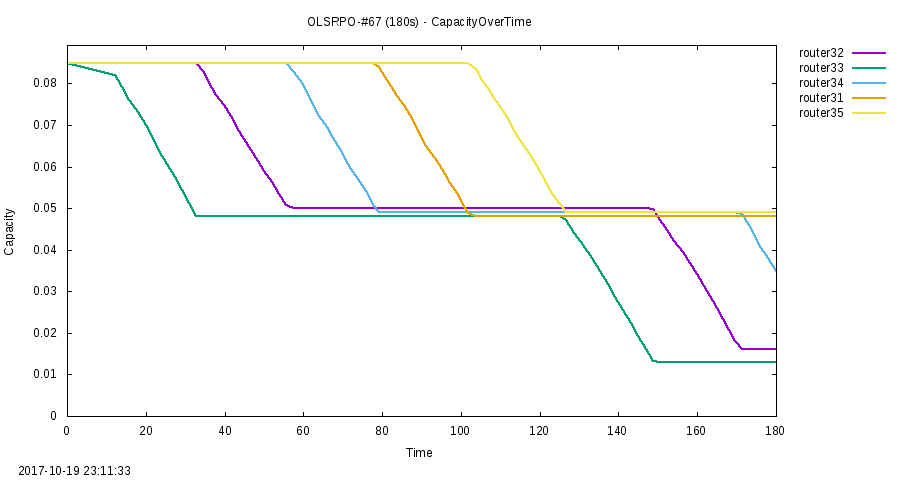 OLSRPO-#67 (180s) - CapacityOverTime
router32
router33
router34
router31
router35
0.08
0.07
0.06
0.05
0.04
0.03
0.02
0.01
0
Capacity
0 20 40 60 80 100 120 140 160 180
Time
2017-10-19 23:11:33